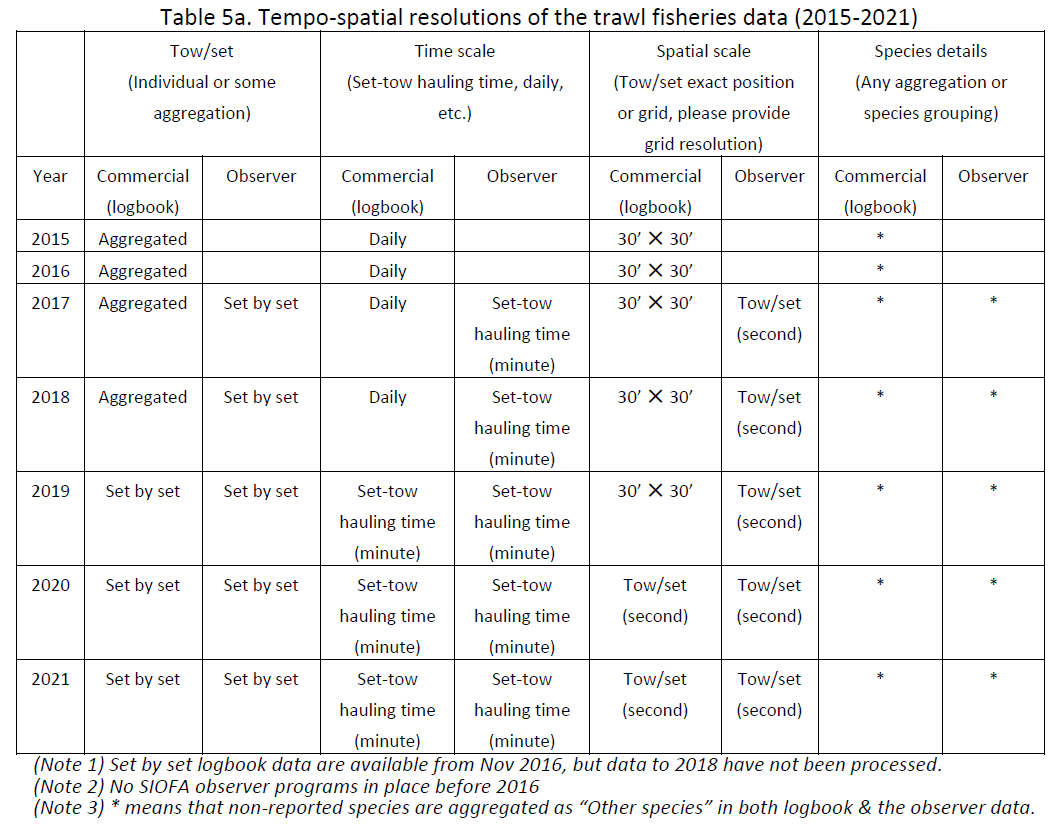 Table 5a. Tempo-spatial resolutions of the trawl fisheries data (2015-2021)
Tow/set
(Individual or some
aggregation)
Time scale
(Set-tow hauling time, daily,
etc.)
Spatial scale
(Tow/set exact position
or grid, please provide
grid resolution)
Species details
(Any aggregation or
species grouping)
Year
Commercial
(logbook)
Observer
Commercial
(logbook)
Observer
Commercial
(logbook)
Observer
Commercial
(logbook)
Observer
2015 Aggregated Daily 30’ × 30’ *
2016 Aggregated Daily 30’ × 30’ *
2017 Aggregated Set by set Daily Set-tow 30’ × 30’ Tow/set * *
hauling time (second)
(minute)
2018 Aggregated Set by set Daily Set-tow 30’ × 30’ Tow/set * *
hauling time (second)
(minute)
2019 Set by set Set by set Set-tow Set-tow 30’ × 30’ Tow/set * *
hauling time hauling time (second)
(minute) (minute)
2020 Set by set Set by set Set-tow Set-tow Tow/set Tow/set * *
hauling time hauling time (second) (second)
(minute) (minute)
2021 Set by set Set by set Set-tow Set-tow Tow/set Tow/set * *
hauling time hauling time (second) (second)
(minute) (minute)
(Note 1) Set by set logbook data are available from Nov 2016, but data to 2018 have not been processed.
(Note 2) No SIOFA observer programs in place before 2016
(Note 3) * means that non-reported species are aggregated as “Other species” in both logbook & the observer data.